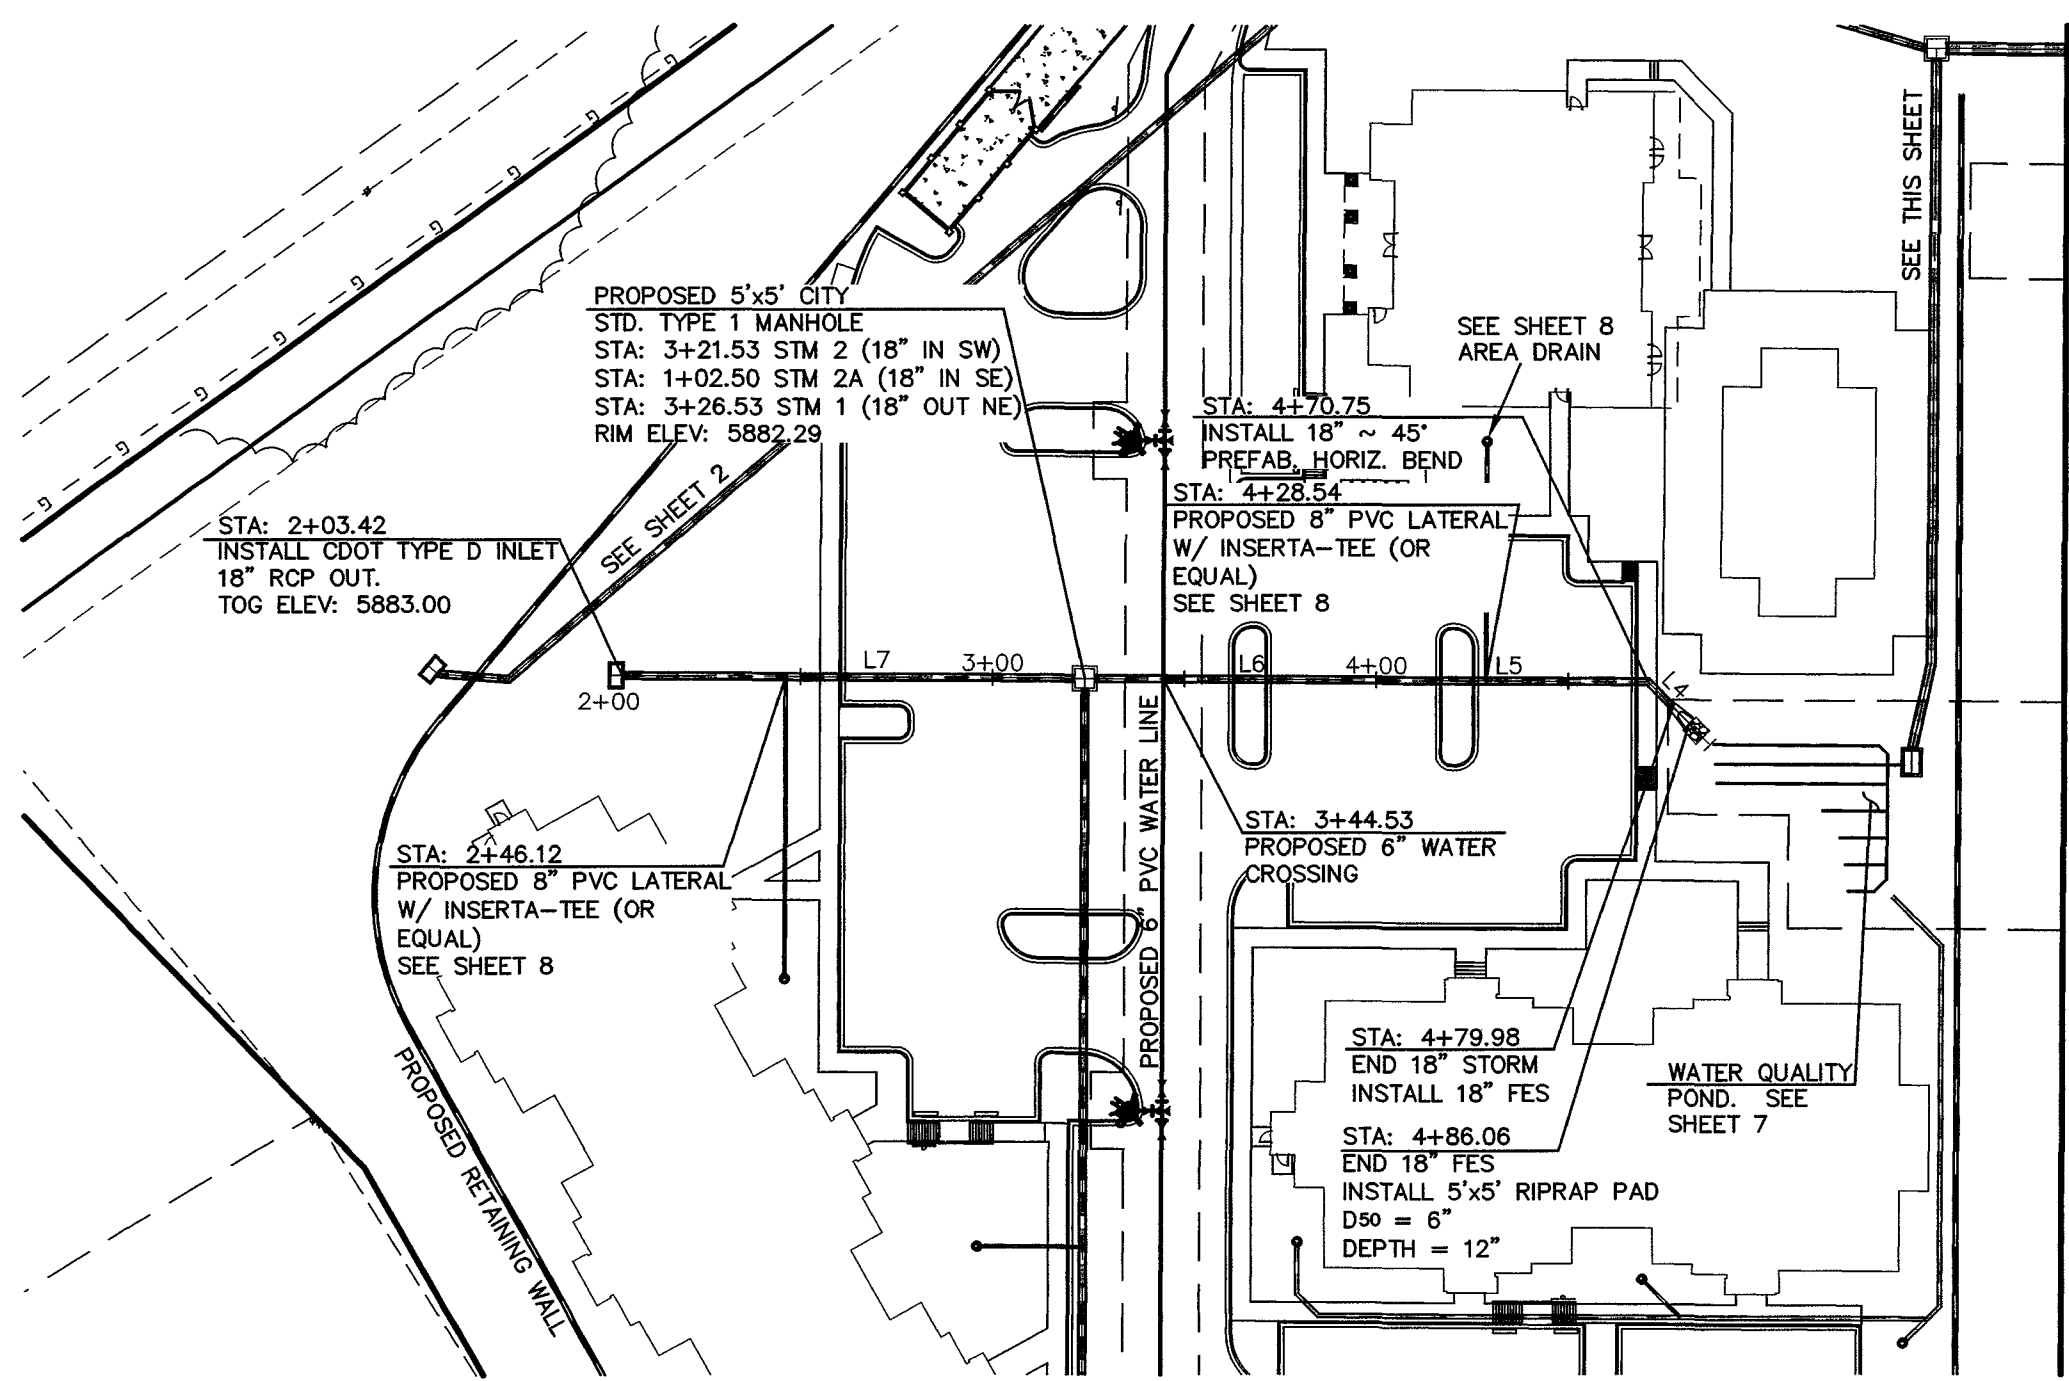 SEE THIS SHEET
PROPOSED 5'x5' CITY
STD. TYPE 1 MANHOLE
STA: 3+21.53 STM 2 (18" IN SW)
STA: 1+02.50 STM 2A (18" IN SE)
STA: 3+26.53 STM 1 (18" OUT NE)
RIM ELEV: 5882.29
SEE SHEET 8
AREA DRAIN
STA: 4+70.75
INSTALL 18" ~ 45°
PREFAB. HORIZ. BEND
STA: 4+28.54
PROPOSED 8" PVC LATERAL
W/ INSERTA-TEE (OR
EQUAL)
SEE SHEET 8
SEE SHEET 2
STA: 2+03.42
INSTALL CDOT TYPE D INLET
18" RCP OUT.
TOG ELEV: 5883.00
G
G
G
G
G
G
G
G
G
2+00
L7
3+00
L6
4+00
L5
L4
PROPOSED 6" PVC WATER LINE
STA: 3+44.53
PROPOSED 6" WATER
CROSSING
STA: 2+46.12
PROPOSED 8" PVC LATERAL
W/ INSERTA-TEE (OR
EQUAL)
SEE SHEET 8
PROPOSED RETAINING WALL
STA: 4+79.98
END 18" STORM
INSTALL 18" FES
STA: 4+86.06
END 18" FES
INSTALL 5'x5' RIPRAP PAD
D50 = 6"
DEPTH = 12"
WATER QUALITY
POND. SEE
SHEET 7